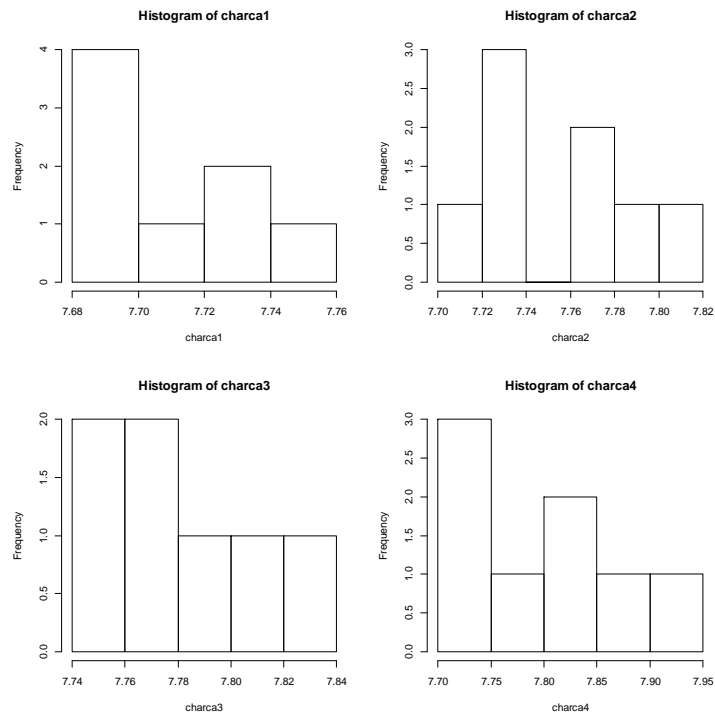 Histogram of charca1
Frequency
0
1
2
3
4
7.68 7.70 7.72 7.74 7.76
charca1
Histogram of charca2
Frequency
0.0
0.5
1.0
1.5
2.0
2.5
3.0
7.70 7.72 7.74 7.76 7.78 7.80 7.82
charca2
Histogram of charca3
Frequency
0.0
0.5
1.0
1.5
2.0
7.74 7.76 7.78 7.80 7.82 7.84
charca3
Histogram of charca4
Frequency
0.0
0.5
1.0
1.5
2.0
2.5
3.0
7.70 7.75 7.80 7.85 7.90 7.95
charca4